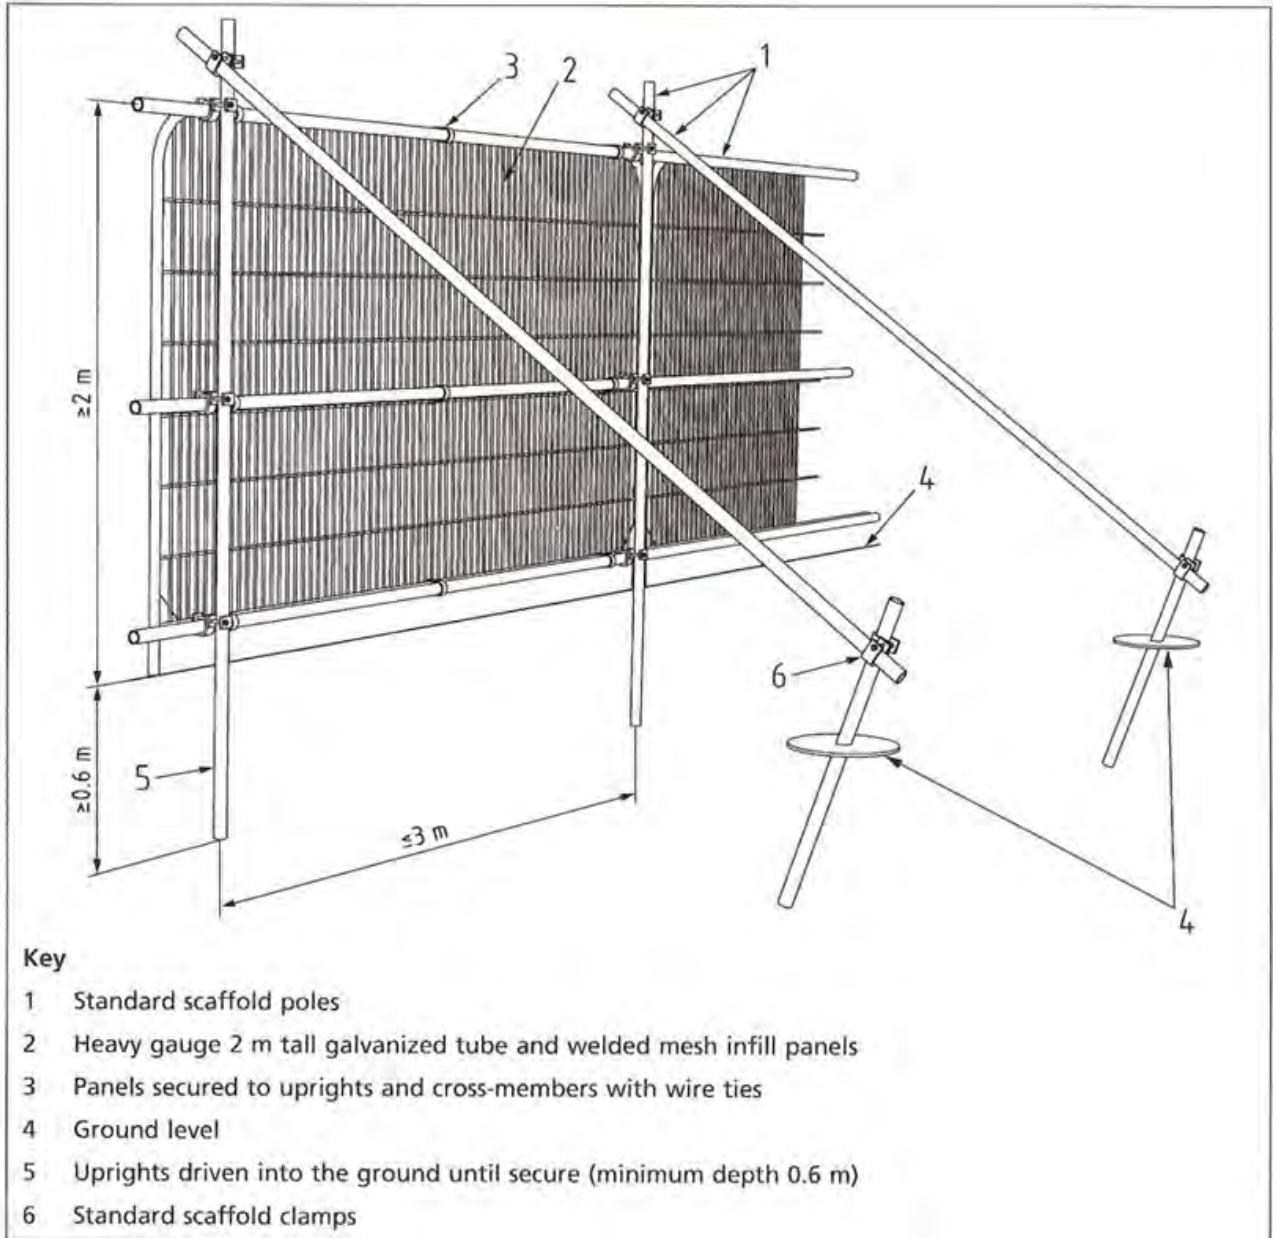 3
2
1
≥2 m
4
6
≥0.6 m
5
≤3 m
4
Key
1 Standard scaffold poles
2 Heavy gauge 2 m tall galvanized tube and welded mesh infill panels
3 Panels secured to uprights and cross-members with wire ties
4 Ground level
5 Uprights driven into the ground until secure (minimum depth 0.6 m)
6 Standard scaffold clamps